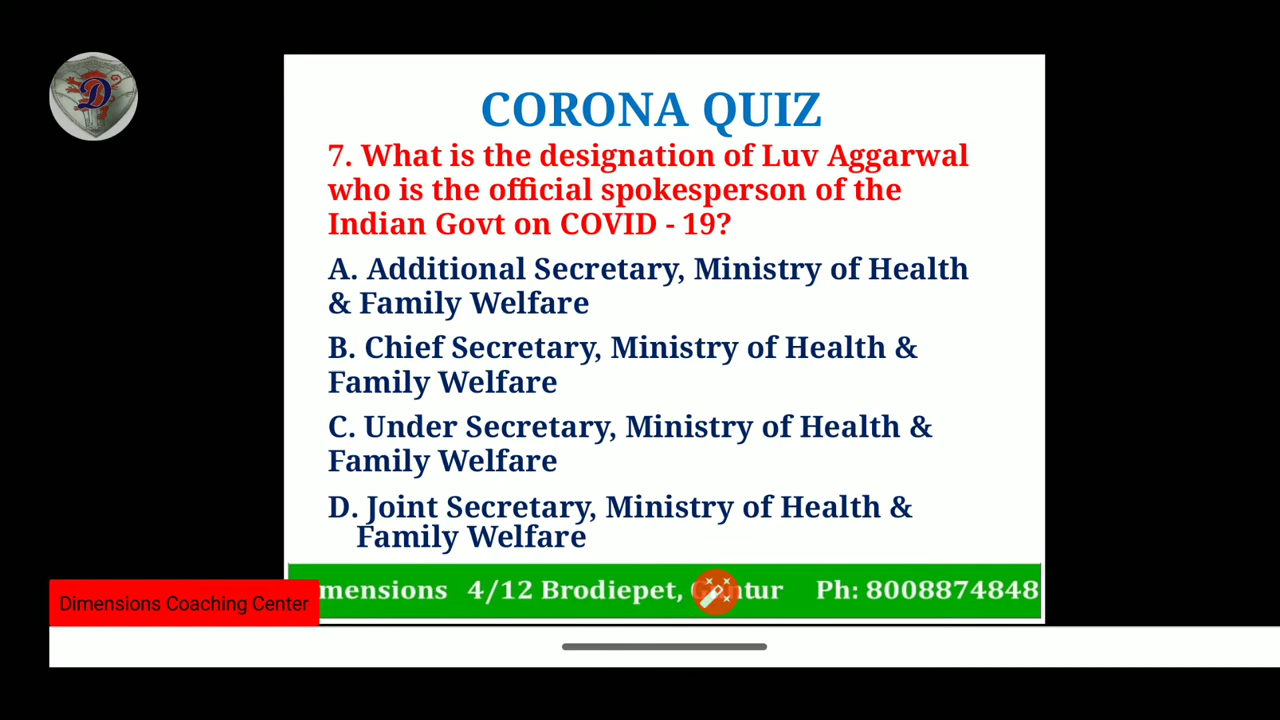 CORONA QUIZ
7. What is the designation of Luv Aggarwal
who is the official spokesperson of the
Indian Govt on COVID - 19?
A. Additional Secretary, Ministry of Health
& Family Welfare
B. Chief Secretary, Ministry of Health &
Family Welfare
C. Under Secretary, Ministry of Health &
Family Welfare
D. Joint Secretary, Ministry of Health &
Family Welfare
mensions 4/12 Brodiepet, Ph: 8008874848
Dimensions Coaching Center
D